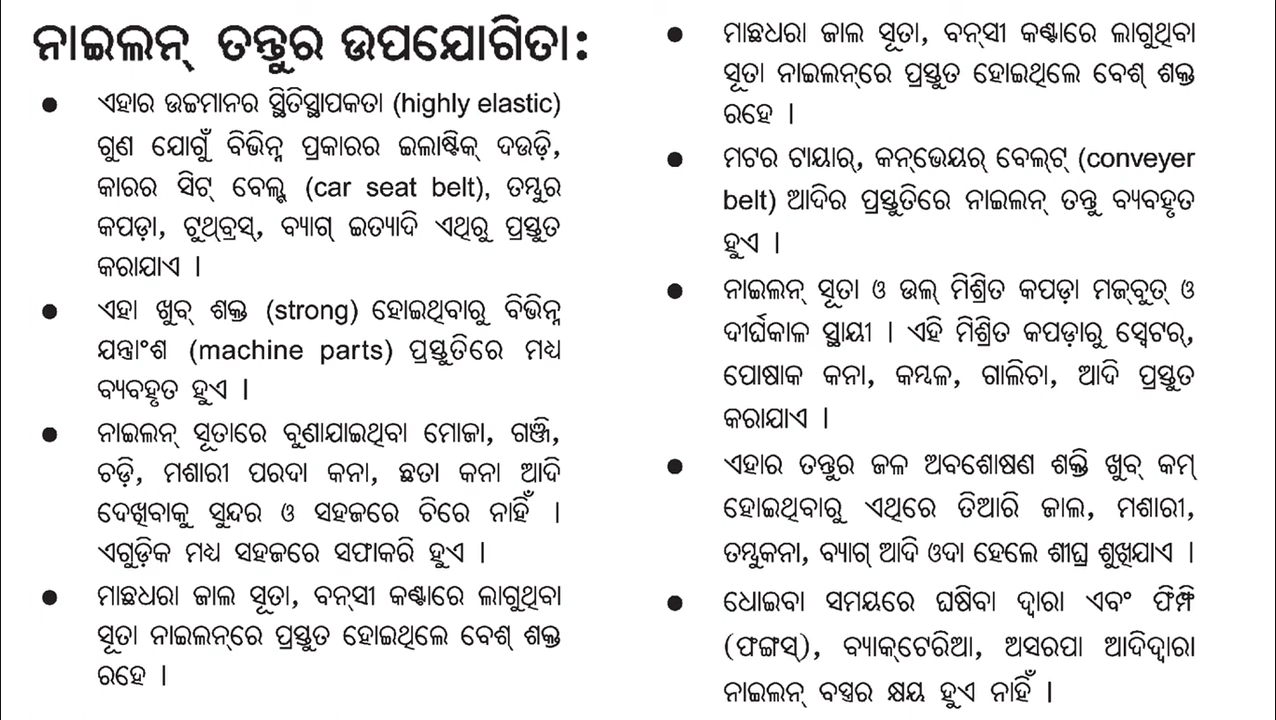 ନାଇଲନ୍ ତନ୍ତୁର ଉପଯୋଗିତା:
● ଏହାର ଉଚ୍ଚମାନର ସ୍ଥିତିସ୍ଥାପକତା (highly elastic)
ଗୁଣ ଯୋଗୁଁ ବିଭିନ୍ନ ପ୍ରକାରର ଇଲାଷ୍ଟିକ୍ ଦଉଡ଼ି,
କାରର ସିଟ୍ ବେଲ୍ଟ (car seat belt), ତମ୍ବୁର
କପଡ଼ା, ଟୁଥ୍‌ବ୍ରସ୍, ବ୍ୟାଗ୍ ଇତ୍ୟାଦି ଏଥିରୁ ପ୍ରସ୍ତୁତ
କରାଯାଏ ।
● ଏହା ଖୁବ୍ ଶକ୍ତ (strong) ହୋଇଥିବାରୁ ବିଭିନ୍ନ
ଯନ୍ତ୍ରାଂଶ (machine parts) ପ୍ରସ୍ତୁତିରେ ମଧ୍ୟ
ବ୍ୟବହୃତ ହୁଏ ।
● ନାଇଲନ୍ ସୂତାରେ ବୁଣାଯାଇଥିବା ମୋଜା, ଗଞ୍ଜି,
ଚଡ଼ି, ମଶାରୀ ପରଦା କନା, ଛତା କନା ଆଦି
ଦେଖିବାକୁ ସୁନ୍ଦର ଓ ସହଜରେ ଚିରେ ନାହିଁ ।
ଏଗୁଡ଼ିକ ମଧ୍ୟ ସହଜରେ ସଫାକରି ହୁଏ ।
● ମାଛଧରା ଜାଲ ସୂତା, ବନ୍‌ସୀ କଣ୍ଟାରେ ଲାଗୁଥିବା
ସୂତା ନାଇଲନ୍‌ରେ ପ୍ରସ୍ତୁତ ହୋଇଥିଲେ ବେଶ୍ ଶକ୍ତ
ରହେ ।
● ମାଛଧରା ଜାଲ ସୂତା, ବନ୍‌ସୀ କଣ୍ଟାରେ ଲାଗୁଥିବା
ସୂତା ନାଇଲନ୍‌ରେ ପ୍ରସ୍ତୁତ ହୋଇଥିଲେ ବେଶ୍ ଶକ୍ତ
ରହେ ।
● ମଟର ଟାୟାର୍, କନ୍‌ଭେୟର୍ ବେଲ୍‌ଟ୍ (conveyer
belt) ଆଦିର ପ୍ରସ୍ତୁତିରେ ନାଇଲନ୍ ତନ୍ତୁ ବ୍ୟବହୃତ
ହୁଏ ।
● ନାଇଲନ୍ ସୂତା ଓ ଉଲ୍ ମିଶ୍ରିତ କପଡ଼ା ମଜ୍‌ବୁତ୍ ଓ
ଦୀର୍ଘକାଳ ସ୍ଥାୟୀ । ଏହି ମିଶ୍ରିତ କପଡ଼ାରୁ ସ୍ୱେଟର୍,
ପୋଷାକ କନା, କମ୍ବଳ, ଗାଲିଚା, ଆଦି ପ୍ରସ୍ତୁତ
କରାଯାଏ ।
● ଏହାର ତନ୍ତୁର ଜଳ ଅବଶୋଷଣ ଶକ୍ତି ଖୁବ୍ କମ୍
ହୋଇଥିବାରୁ ଏଥିରେ ତିଆରି ଜାଲ, ମଶାରୀ,
ତମ୍ବୁକନା, ବ୍ୟାଗ୍ ଆଦି ଓଦା ହେଲେ ଶୀଘ୍ର ଶୁଖିଯାଏ ।
● ଧୋଇବା ସମୟରେ ଘଷିବା ଦ୍ୱାରା ଏବଂ ଫିମ୍ପି
(ଫଙ୍ଗସ୍), ବ୍ୟାକ୍‌ଟେରିଆ, ଅସରପା ଆଦିଦ୍ୱାରା
ନାଇଲନ୍ ବସ୍ତ୍ରର କ୍ଷୟ ହୁଏ ନାହିଁ ।